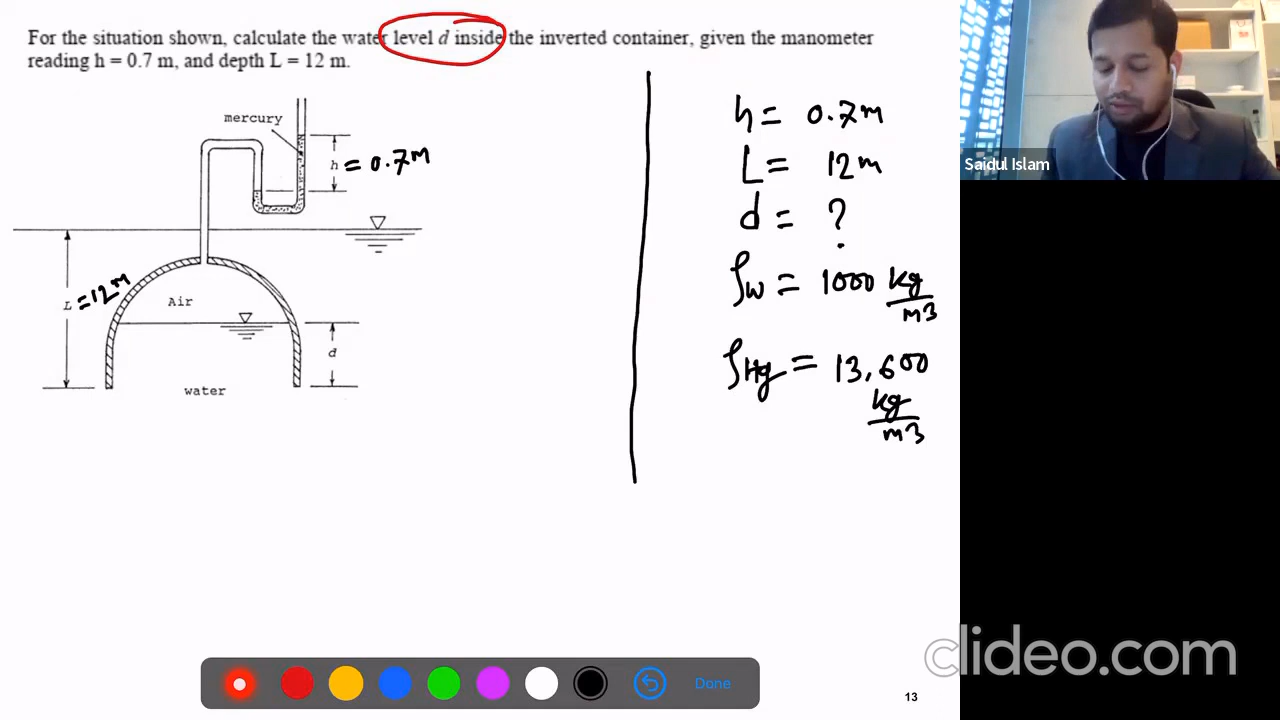 For the situation shown, calculate the water level d inside the inverted container, given the manometer
reading h = 0.7 m, and depth L = 12 m.
mercury
h = 0.7m
L = 12m
Air
d
water
h = 0.7m
L = 12m
d = ?
ρw = 1000 kg/m3
ρHg = 13,600
kg/m3
Saidul Islam
clideo.com
Done
13